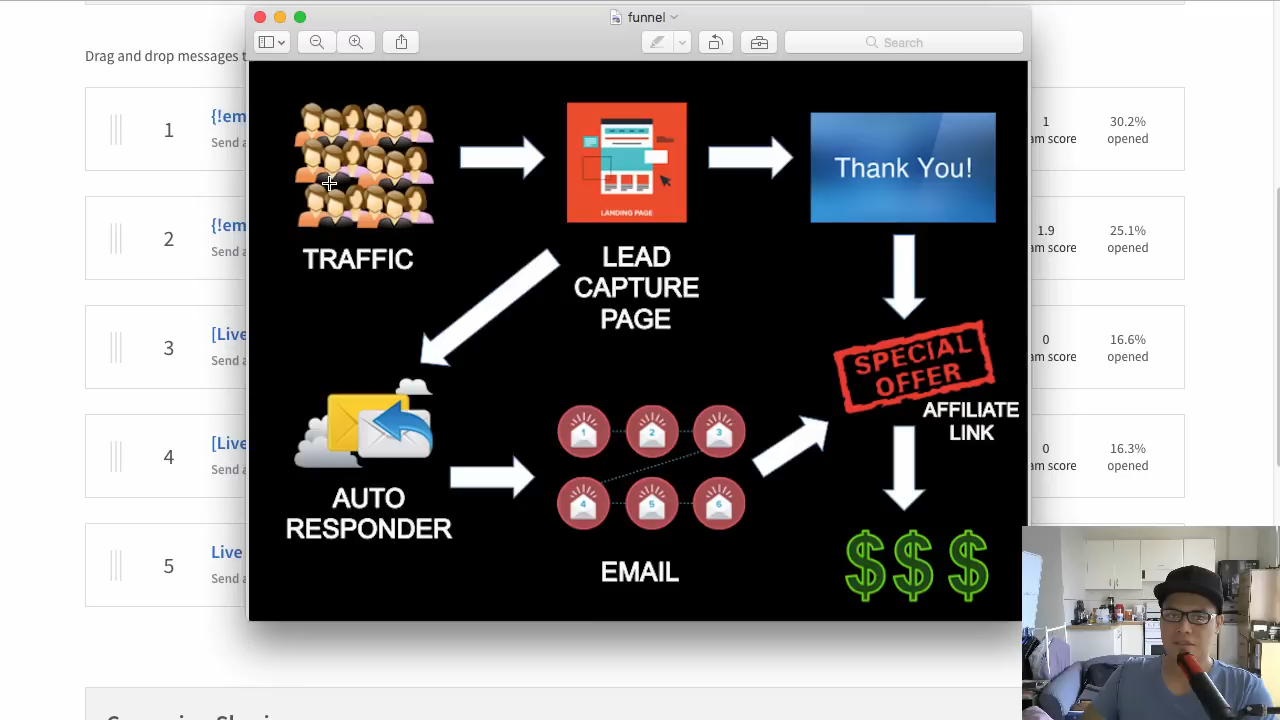 funnel
Search
Drag and drop messages t
1
{!em
Send a
1
am score
30.2%
opened
2
{!em
Send a
1.9
am score
25.1%
opened
3
[Live
Send a
0
am score
16.6%
opened
4
[Live
Send a
0
am score
16.3%
opened
5
Live
Send a
TRAFFIC
LANDING PAGE
LEAD
CAPTURE
PAGE
Thank You!
SPECIAL
OFFER
AFFILIATE
LINK
AUTO
RESPONDER
1
2
3
4
5
6
EMAIL
$ $ $